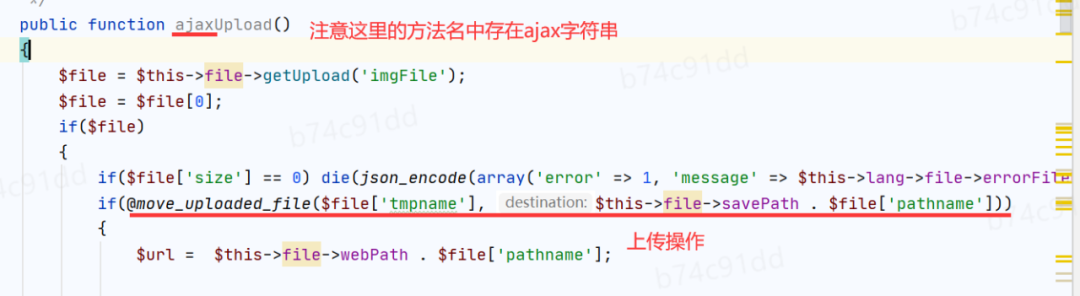 */
public function ajaxUpload() 注意这里的方法名中存在ajax字符串
{
$file = $this->file->getUpload('imgFile');
$file = $file[0];
if($file)
{
if($file['size'] == 0) die(json_encode(array('error' => 1, 'message' => $this->lang->file->errorFile
if(@move_uploaded_file($file['tmpname'], destination: $this->file->savePath . $file['pathname']))
{ 上传操作
$url = $this->file->webPath . $file['pathname'];
b74c91dd
b74c91dd
b74c91dd
b74c91dd
b74c91dd